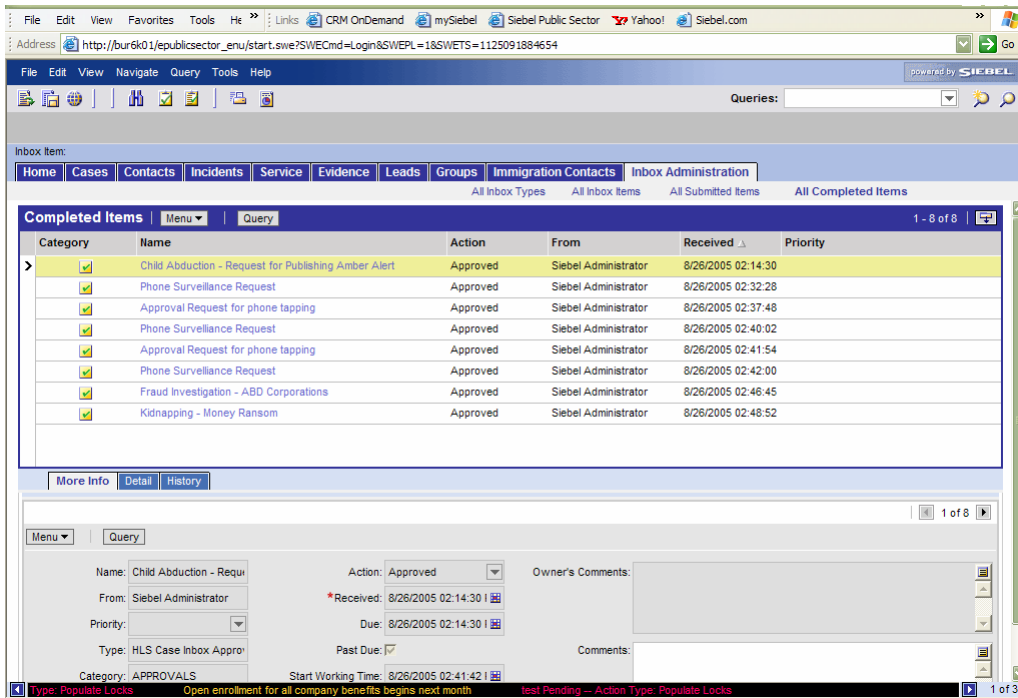 File Edit View Favorites Tools He » Links CRM OnDemand mySiebel Siebel Public Sector Yahoo! Siebel.com »
Address http://bur6k01/epublicsector_enu/start.swe?SWECmd=Login&SWEPL=1&SWETS=1125091884654 Go
File Edit View Navigate Query Tools Help powered by SIEBEL
Queries:
Inbox Item:
Home Cases Contacts Incidents Service Evidence Leads Groups Immigration Contacts Inbox Administration
All Inbox Types All Inbox Items All Submitted Items All Completed Items
Completed Items Menu Query 1 - 8 of 8
Category Name Action From Received Priority
Child Abduction - Request for Publishing Amber Alert Approved Siebel Administrator 8/26/2005 02:14:30
Phone Surveillance Request Approved Siebel Administrator 8/26/2005 02:32:28
Approval Request for phone tapping Approved Siebel Administrator 8/26/2005 02:37:48
Phone Survelliance Request Approved Siebel Administrator 8/26/2005 02:40:02
Approval Request for phone tapping Approved Siebel Administrator 8/26/2005 02:41:54
Phone Surveillance Request Approved Siebel Administrator 8/26/2005 02:42:00
Fraud Investigation - ABD Corporations Approved Siebel Administrator 8/26/2005 02:46:45
Kidnapping - Money Ransom Approved Siebel Administrator 8/26/2005 02:48:52
More Info Detail History
1 of 8
Menu Query
Name: Child Abduction - Reque Action: Approved Owner's Comments:
From: Siebel Administrator *Received: 8/26/2005 02:14:30
Priority: Due: 8/26/2005 02:14:30
Type: HLS Case Inbox Appro Past Due: Comments:
Category: APPROVALS Start Working Time: 8/26/2005 02:41:42
Type: Populate Locks Open enrollment for all company benefits begins next month test Pending -- Action Type: Populate Locks 1 of 3